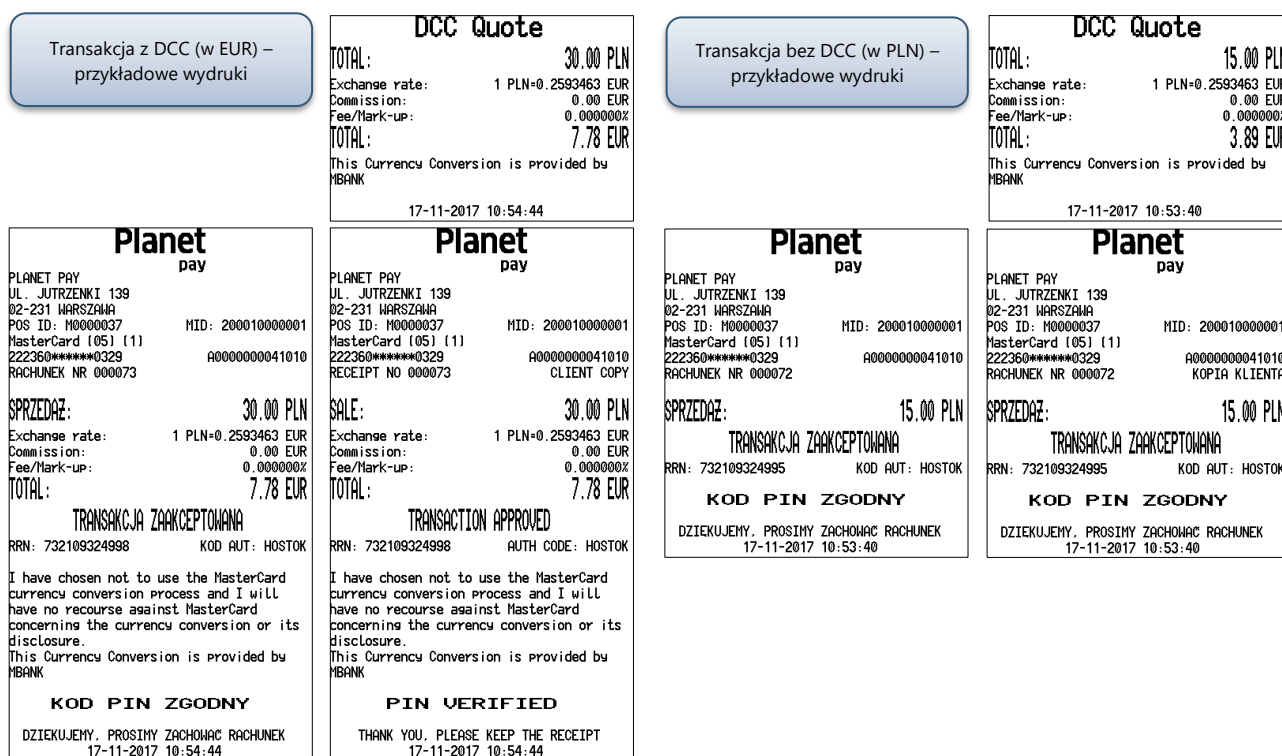 Transakcja z DCC (w EUR) –
przykładowe wydruki
DCC Quote
TOTAL: 30.00 PLN
Exchange rate: 1 PLN=0.2593463 EUR
Commission: 0.00 EUR
Fee/Mark-up: 0.000000%
TOTAL: 7.78 EUR
This Currency Conversion is provided by
MBANK
17-11-2017 10:54:44
Planet
pay
PLANET PAY
UL. JUTRZENKI 139
02-231 WARSZAWA
POS ID: M0000037 MID: 200010000001
MasterCard [05] (1)
222360******0329 A0000000041010
RACHUNEK NR 000073
SPRZEDAŻ: 30.00 PLN
Exchange rate: 1 PLN=0.2593463 EUR
Commission: 0.00 EUR
Fee/Mark-up: 0.000000%
TOTAL: 7.78 EUR
TRANSAKCJA ZAAKCEPTOWANA
RRN: 732109324998 KOD AUT: HOSTOK
I have chosen not to use the MasterCard
currency conversion process and I will
have no recourse against MasterCard
concerning the currency conversion or its
disclosure.
This Currency Conversion is provided by
MBANK
KOD PIN ZGODNY
DZIEKUJEMY, PROSIMY ZACHOWAĆ RACHUNEK
17-11-2017 10:54:44
Planet
pay
PLANET PAY
UL. JUTRZENKI 139
02-231 WARSZAWA
POS ID: M0000037 MID: 200010000001
MasterCard [05] (1)
222360******0329 A0000000041010
RECEIPT NO 000073 CLIENT COPY
SALE: 30.00 PLN
Exchange rate: 1 PLN=0.2593463 EUR
Commission: 0.00 EUR
Fee/Mark-up: 0.000000%
TOTAL: 7.78 EUR
TRANSACTION APPROVED
RRN: 732109324998 AUTH CODE: HOSTOK
I have chosen not to use the MasterCard
currency conversion process and I will
have no recourse against MasterCard
concerning the currency conversion or its
disclosure.
This Currency Conversion is provided by
MBANK
PIN VERIFIED
THANK YOU, PLEASE KEEP THE RECEIPT
17-11-2017 10:54:44
Transakcja bez DCC (w PLN) –
przykładowe wydruki
DCC Quote
TOTAL: 15.00 PLN
Exchange rate: 1 PLN=0.2593463 EUR
Commission: 0.00 EUR
Fee/Mark-up: 0.000000%
TOTAL: 3.89 EUR
This Currency Conversion is provided by
MBANK
17-11-2017 10:53:40
Planet
pay
PLANET PAY
UL. JUTRZENKI 139
02-231 WARSZAWA
POS ID: M0000037 MID: 200010000001
MasterCard [05] (1)
222360******0329 A0000000041010
RACHUNEK NR 000072
SPRZEDAŻ: 15.00 PLN
TRANSAKCJA ZAAKCEPTOWANA
RRN: 732109324995 KOD AUT: HOSTOK
KOD PIN ZGODNY
DZIEKUJEMY, PROSIMY ZACHOWAĆ RACHUNEK
17-11-2017 10:53:40
Planet
pay
PLANET PAY
UL. JUTRZENKI 139
02-231 WARSZAWA
POS ID: M0000037 MID: 200010000001
MasterCard [05] (1)
222360******0329 A0000000041010
RACHUNEK NR 000072 KOPIA KLIENTA
SPRZEDAŻ: 15.00 PLN
TRANSAKCJA ZAAKCEPTOWANA
RRN: 732109324995 KOD AUT: HOSTOK
KOD PIN ZGODNY
DZIEKUJEMY, PROSIMY ZACHOWAĆ RACHUNEK
17-11-2017 10:53:40